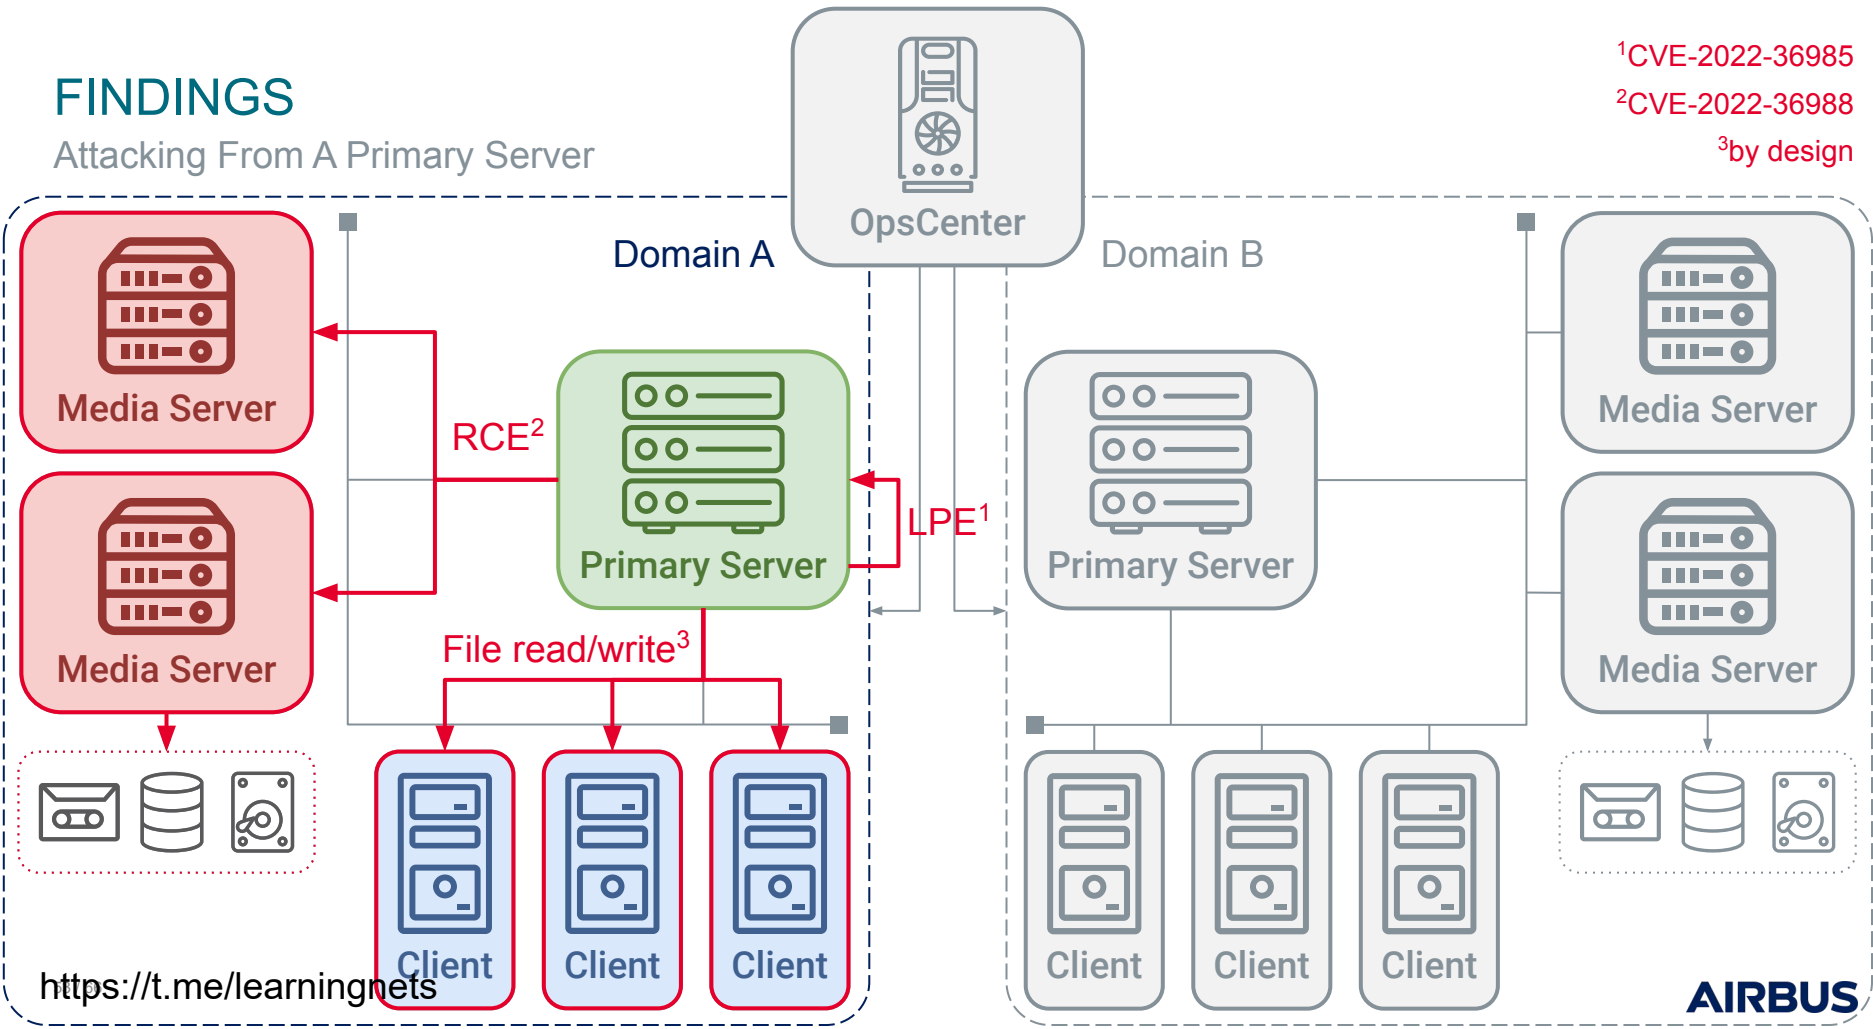 FINDINGS
Attacking From A Primary Server
¹CVE-2022-36985
²CVE-2022-36988
³by design
OpsCenter
Domain A
Domain B
Media Server
Media Server
RCE²
Primary Server
LPE¹
File read/write³
Client
Client
Client
Primary Server
Media Server
Media Server
Client
Client
Client
https://t.me/learningnets
AIRBUS